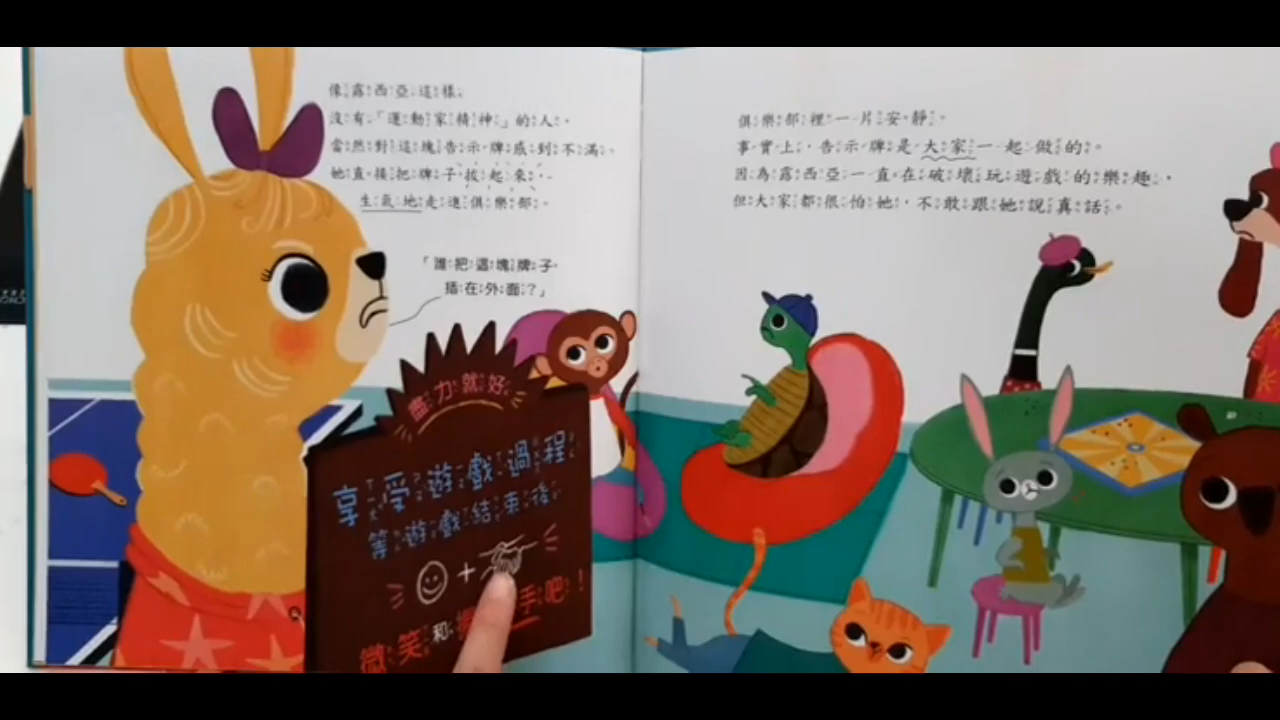 像露西亞這樣
沒有「運動家精神」的人。
當然對這塊告示牌感到不滿。
她直接把牌子拔起來，
生氣地走進俱樂部。
「誰把這塊牌子
插在外面？」
盡力就好
享受遊戲過程
等遊戲結束後
+
微笑和手吧！
俱樂部裡一片安靜。
事實上，告示牌是大家一起做的。
因為露西亞一直在破壞玩遊戲的樂趣，
但大家都很怕她，不敢跟她說真話。